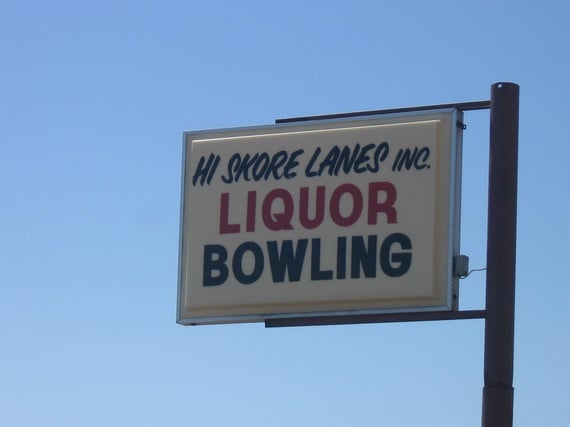 HI SKORE LANES INC.
LIQUOR
BOWLING